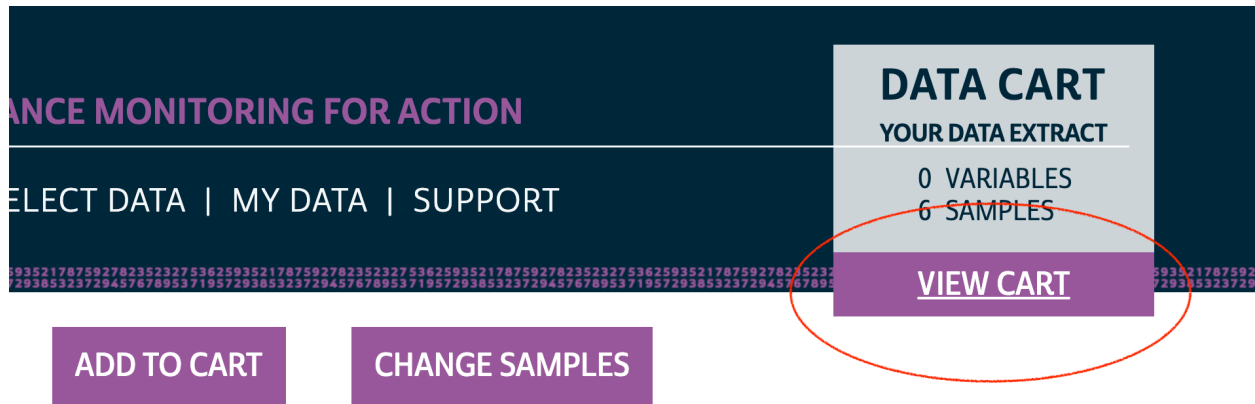 ANCE MONITORING FOR ACTION
ELECT DATA | MY DATA | SUPPORT
DATA CART
YOUR DATA EXTRACT
0 VARIABLES
6 SAMPLES
VIEW CART
ADD TO CART
CHANGE SAMPLES